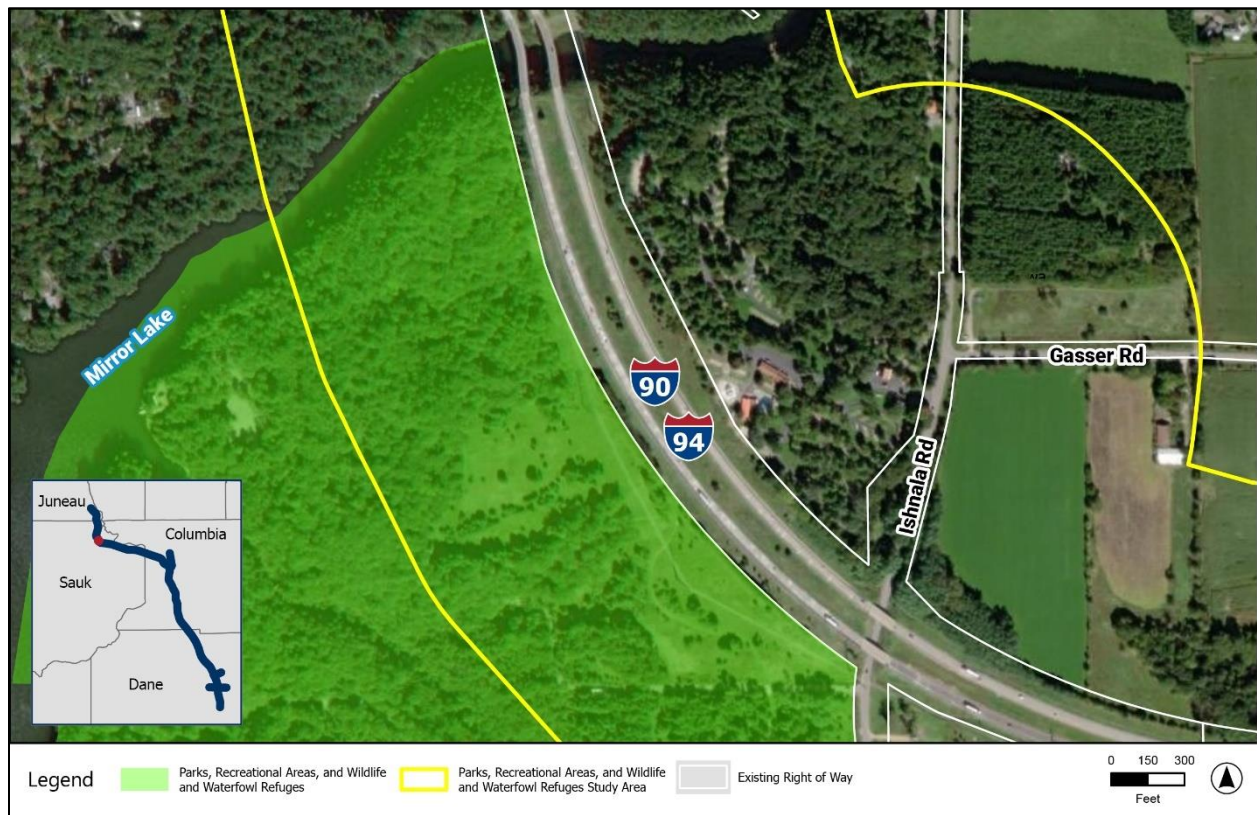 Mirror Lake
90
94
Gasser Rd
Ishnala Rd
Juneau
Columbia
Sauk
Dane
Legend
Parks, Recreational Areas, and Wildlife
and Waterfowl Refuges
Parks, Recreational Areas, and Wildlife
and Waterfowl Refuges Study Area
Existing Right of Way
0 150 300
Feet